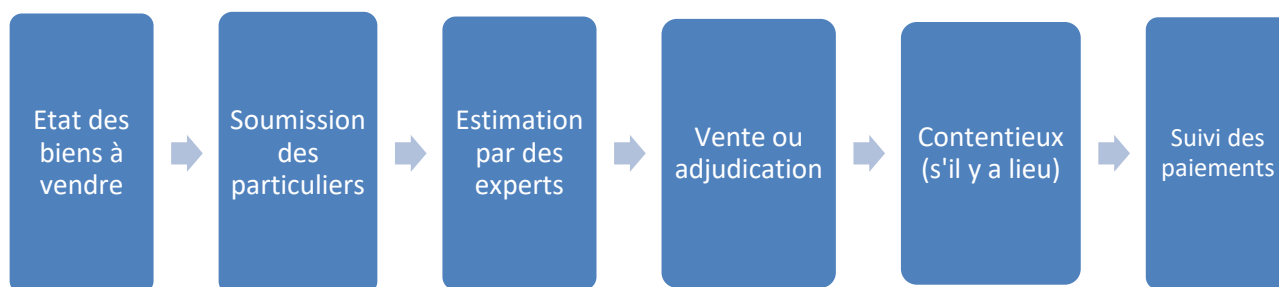 Etat des
biens à
vendre
Soumission
des
particuliers
Estimation
par des
experts
Vente ou
adjudication
Contentieux
(s'il y a lieu)
Suivi des
paiements